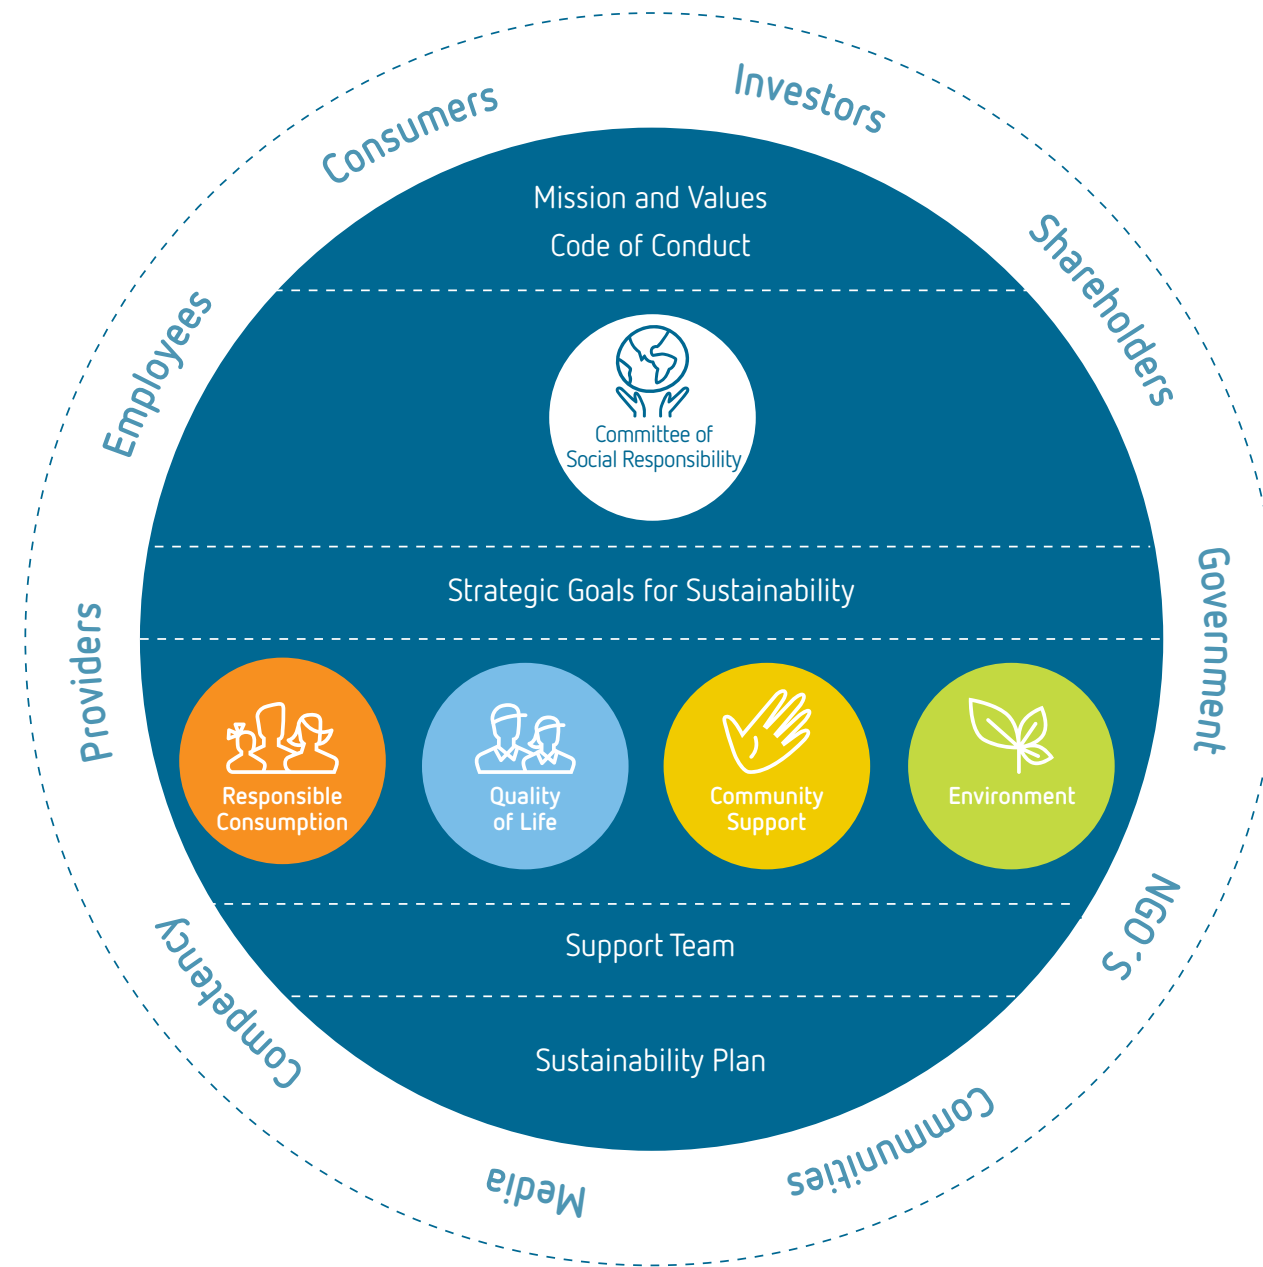 Consumers
Investors
Shareholders
Government
NGO´S
Communities
Media
Competency
Providers
Employees
Mission and Values
Code of Conduct
Committee of
Social Responsibility
Strategic Goals for Sustainability
Responsible
Consumption
Quality
of Life
Community
Support
Environment
Support Team
Sustainability Plan